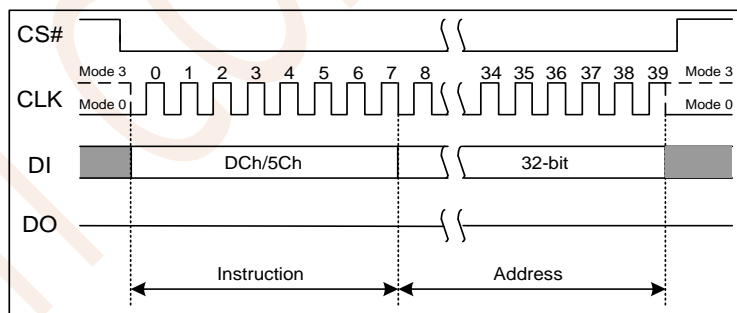 CS#
Mode 3 0 1 2 3 4 5 6 7 8 34 35 36 37 38 39 Mode 3
CLK
Mode 0 Mode 0
DI DCh/5Ch 32-bit
DO
Instruction Address